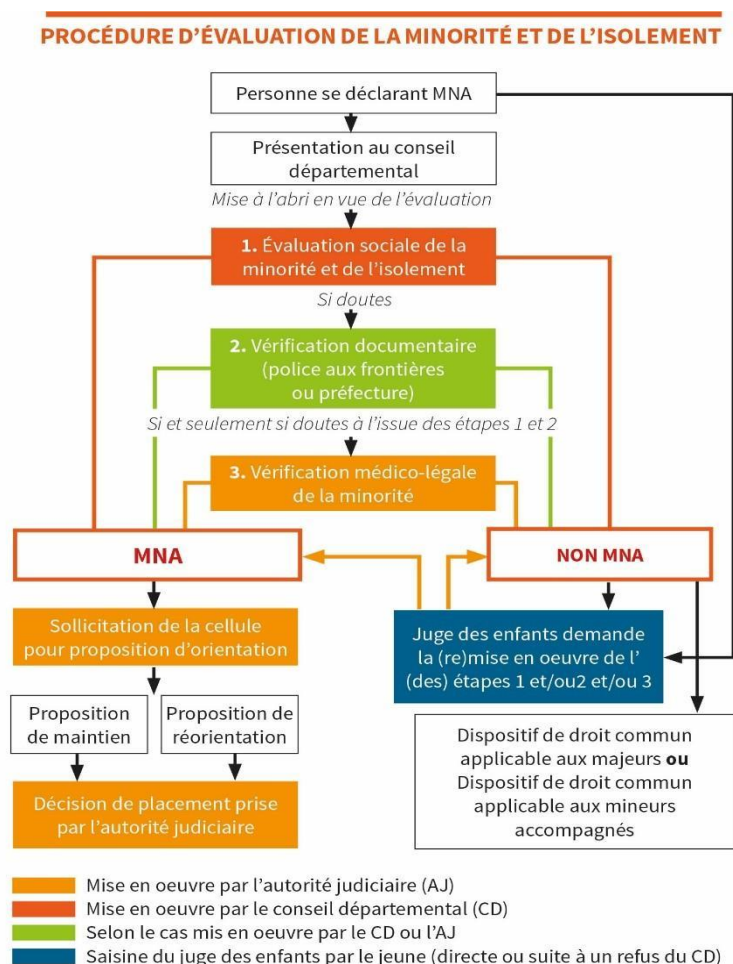 PROCÉDURE D’ÉVALUATION DE LA MINORITÉ ET DE L’ISOLEMENT
Personne se déclarant MNA
Présentation au conseil
départemental
Mise à l’abri en vue de l’évaluation
1. Évaluation sociale de la
minorité et de l’isolement
Si doutes
2. Vérification documentaire
(police aux frontières
ou préfecture)
Si et seulement si doutes à l’issue des étapes 1 et 2
3. Vérification médico-légale
de la minorité
MNA
NON MNA
Sollicitation de la cellule
pour proposition d’orientation
Proposition
de maintien
Proposition de
réorientation
Décision de placement prise
par l’autorité judiciaire
Juge des enfants demande
la (re)mise en oeuvre de l’
(des) étapes 1 et/ou2 et/ou 3
Dispositif de droit commun
applicable aux majeurs ou
Dispositif de droit commun
applicable aux mineurs
accompagnés
Mise en oeuvre par l’autorité judiciaire (AJ)
Mise en oeuvre par le conseil départemental (CD)
Selon le cas mis en oeuvre par le CD ou l’AJ
Saisine du juge des enfants par le jeune (directe ou suite à un refus du CD)